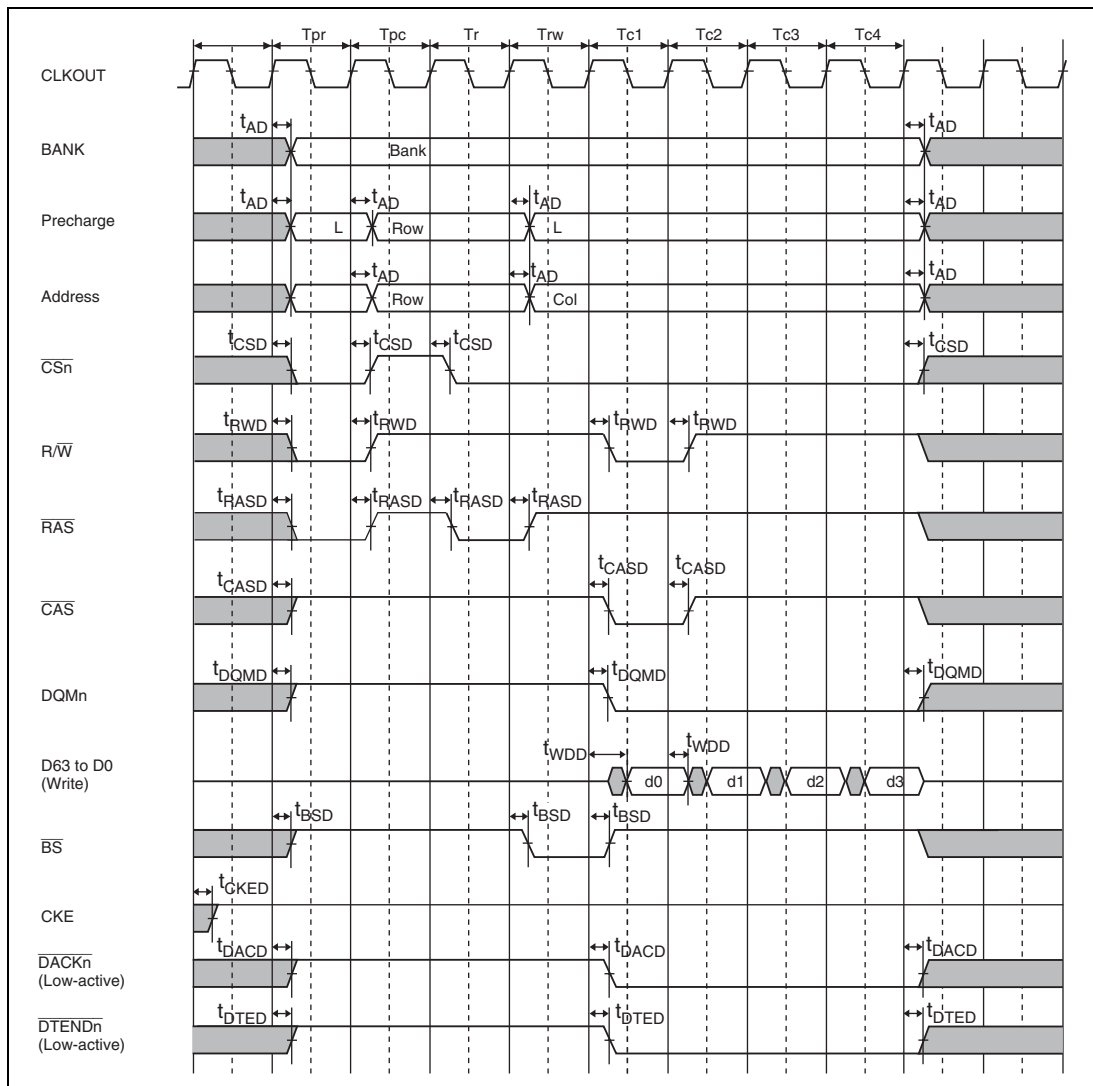 Tpr Tpc Tr Trw Tc1 Tc2 Tc3 Tc4
CLKOUT
tAD tAD
BANK Bank
tAD tAD tAD tAD
Precharge L Row L
tAD tAD tAD
Address Row Col
tCSD tCSD tCSD tCSD
CSn
tRWD tRWD tRWD tRWD
R/W
tRASD tRASD tRASD tRASD
RAS
tCASD tCASD tCASD
CAS
tDQMD tDQMD tDQMD
DQMn
tWDD tWDD
D63 to D0
(Write)
d0 d1 d2 d3
tBSD tBSD tBSD
BS
tCKED
CKE
tDACD tDACD tDACD
DACKn
(Low-active)
tDTED tDTED tDTED
DTENDn
(Low-active)